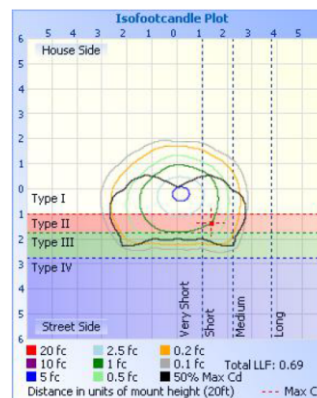 Isofootcandle Plot
5 4 3 2 1 0 1 2 3 4 5
6
House Side
5
4
3
2
1
0
Type I
1
Type II
2
Type III
3
Type IV
4
5
Street Side
6
Very Short
Short
Medium
Long
20 fc 2.5 fc 0.2 fc
10 fc 1 fc 0.1 fc Total LLF: 0.69
5 fc 0.5 fc 50% Max Cd
Distance in units of mount height (20ft) Max C